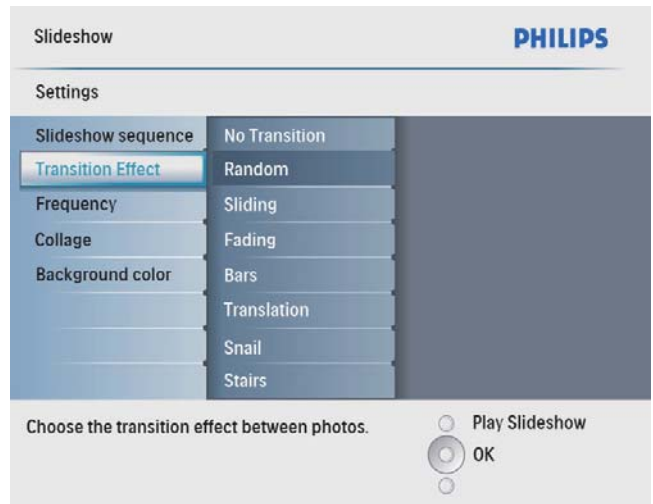 Slideshow
PHILIPS
Settings
Slideshow sequence
Transition Effect
Frequency
Collage
Background color
No Transition
Random
Sliding
Fading
Bars
Translation
Snail
Stairs
Choose the transition effect between photos.
Play Slideshow
OK